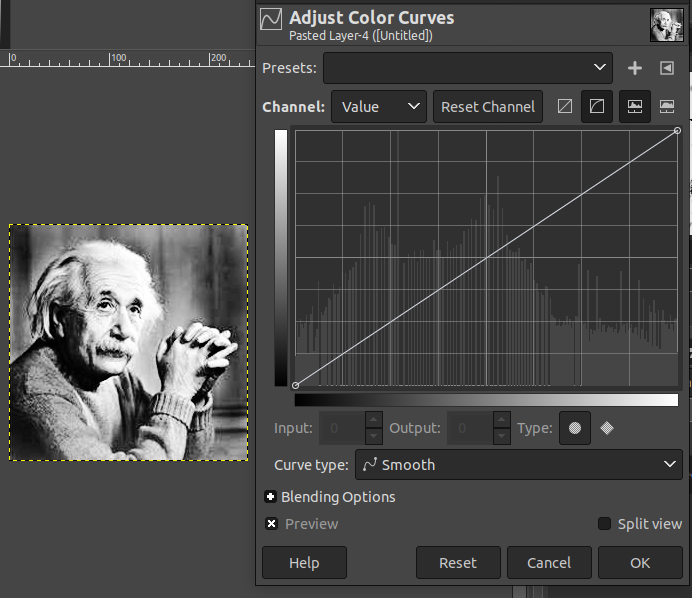 Adjust Color Curves
Pasted Layer-4 ([Untitled])
0 100 200
Presets:
Channel: Value Reset Channel
Input: 0 Output: 0 Type:
Curve type: Smooth
Blending Options
Preview Split view
Help Reset Cancel OK